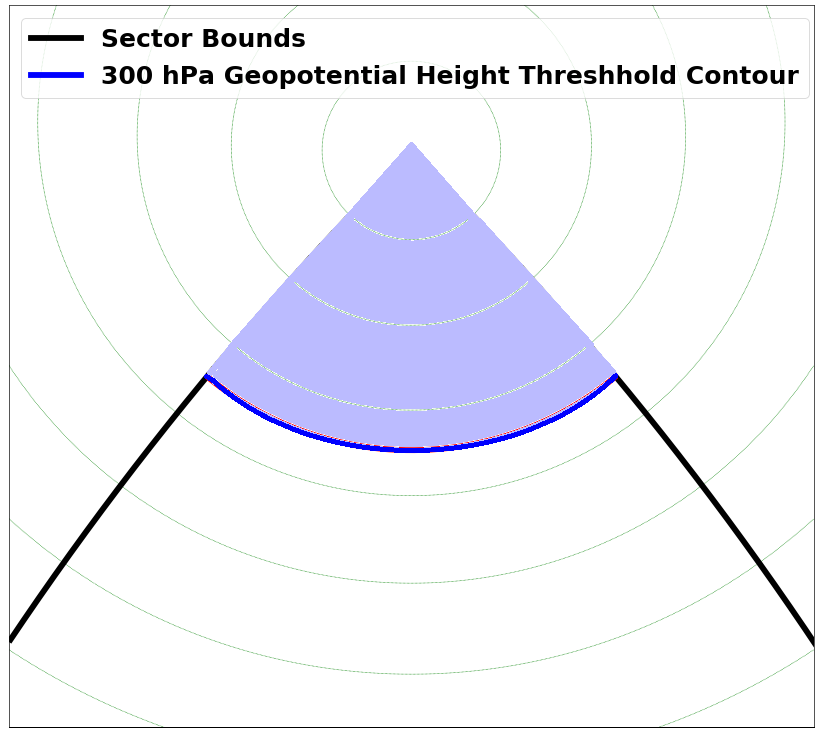 Sector Bounds
300 hPa Geopotential Height Threshhold Contour